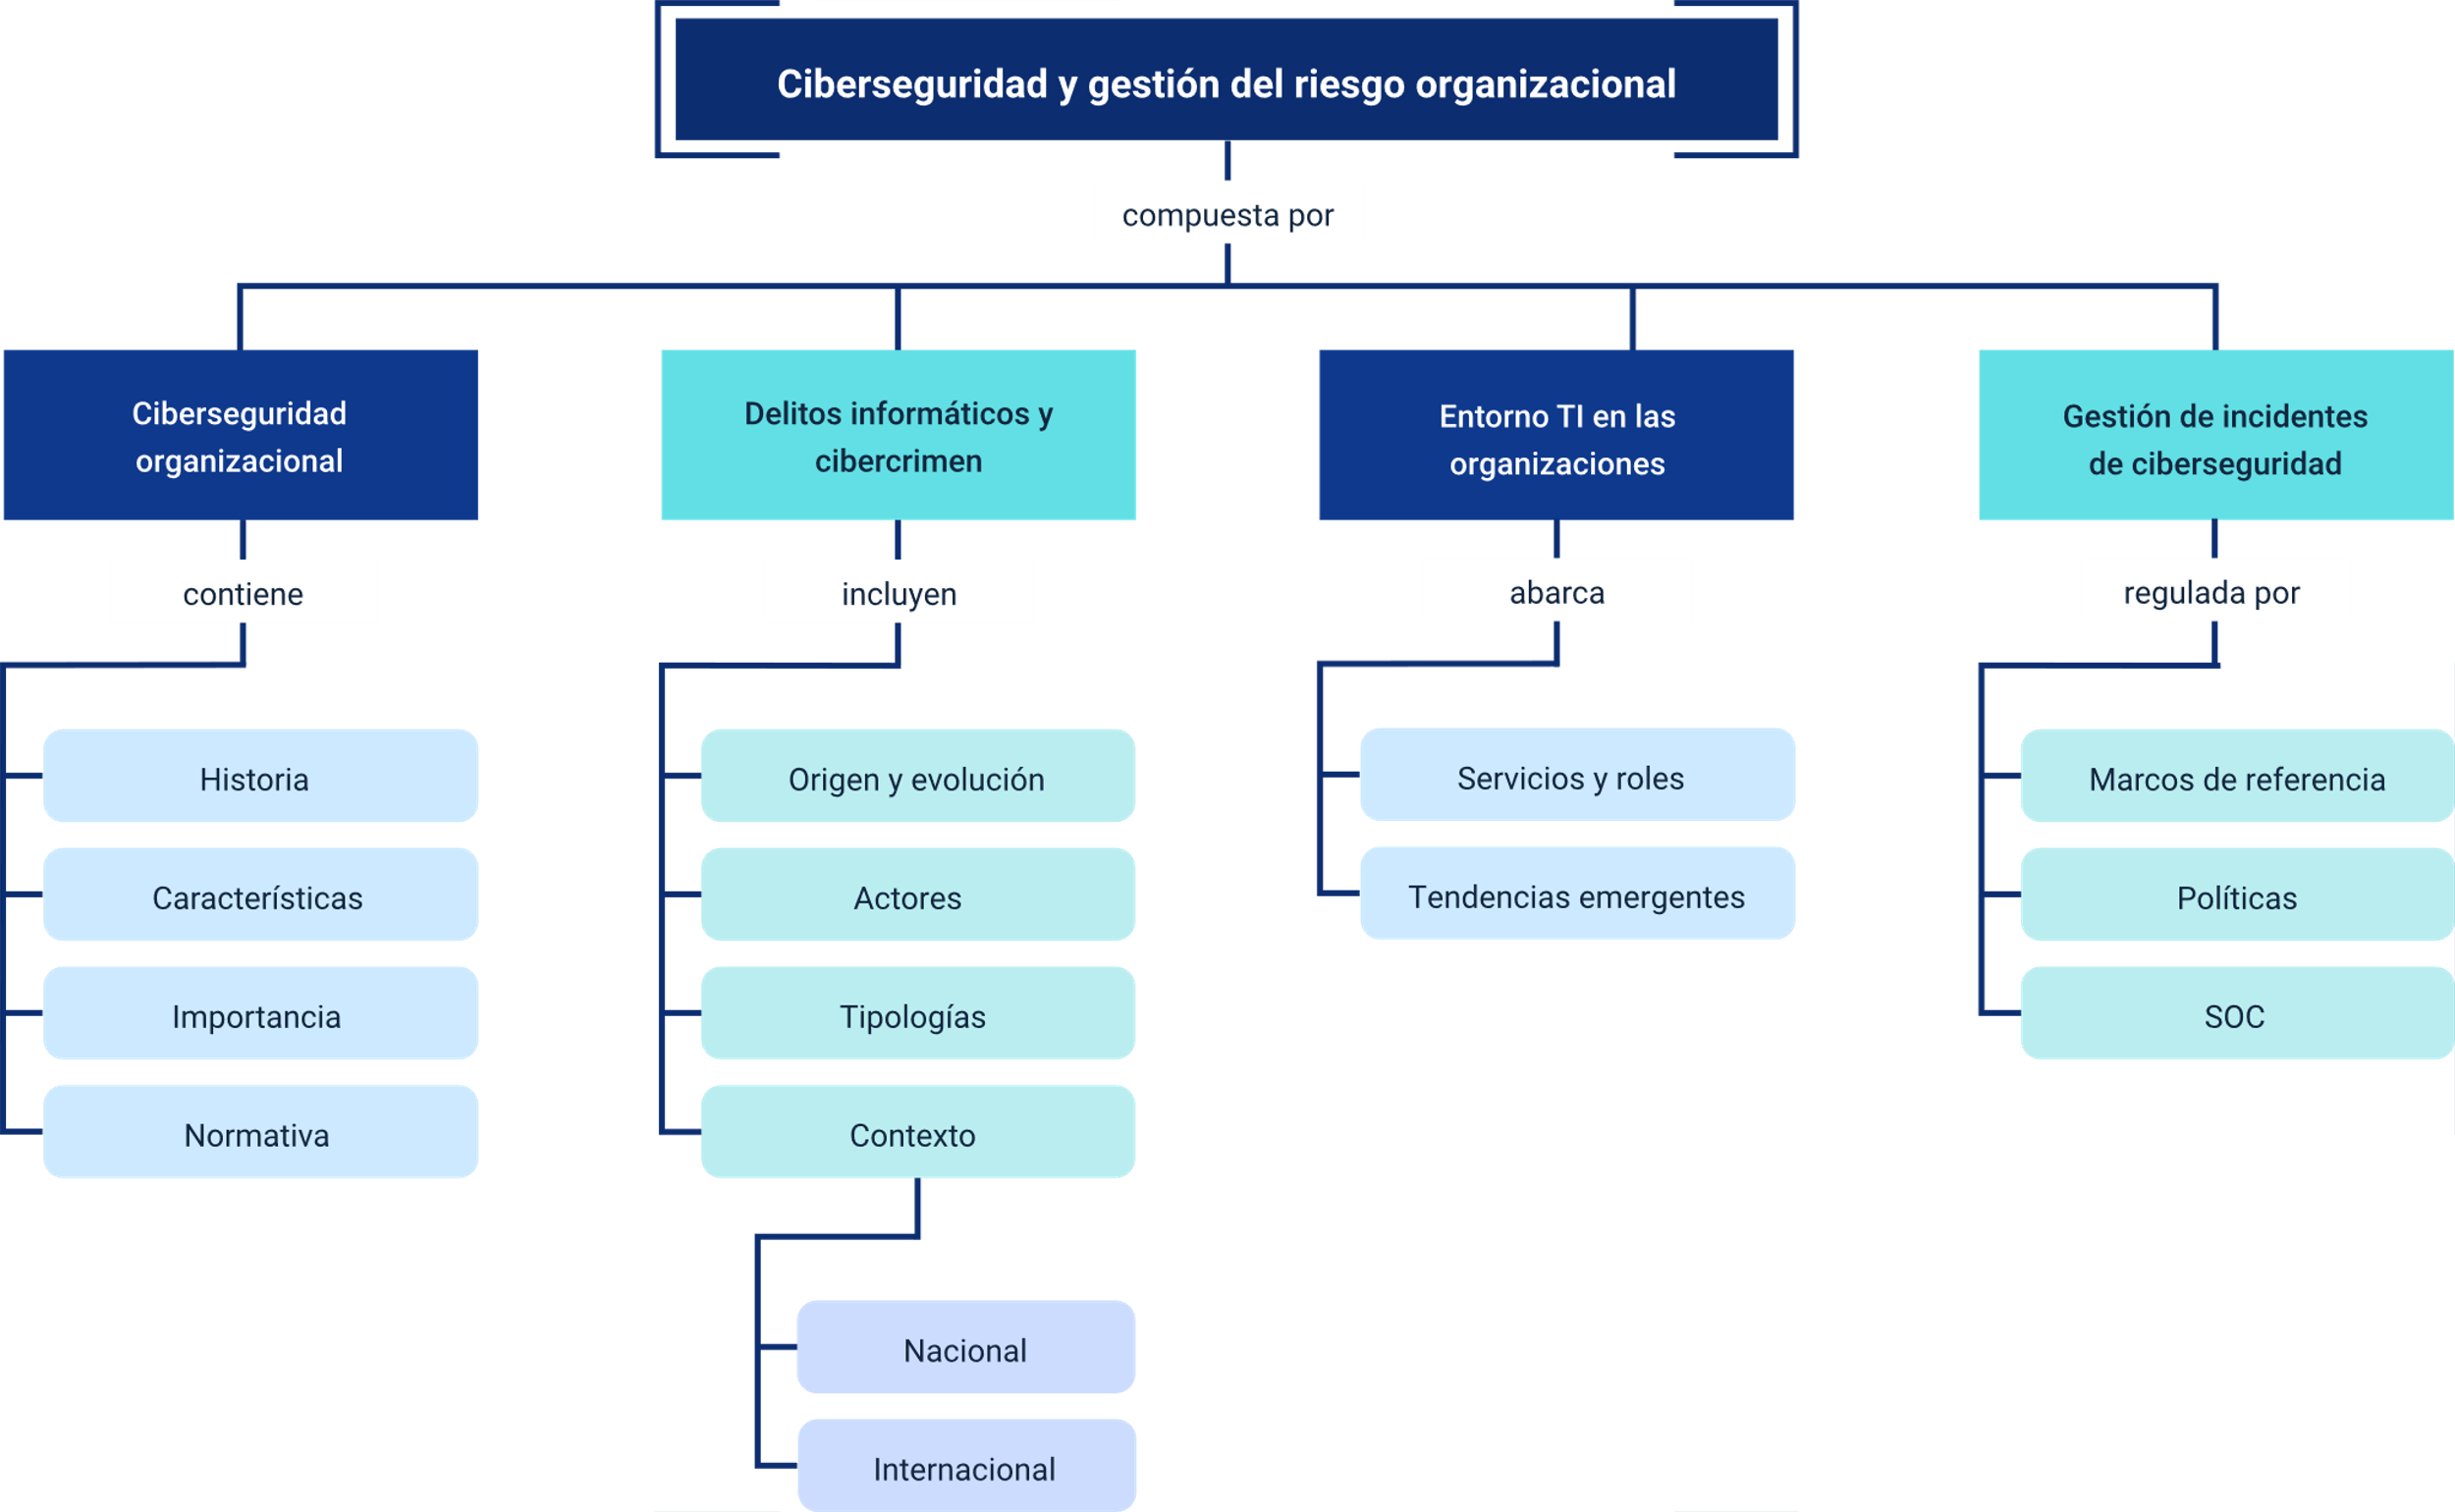 Ciberseguridad y gestión del riesgo organizacional
compuesta por
Ciberseguridad
organizacional
contiene
Historia
Características
Importancia
Normativa
Delitos informáticos y
cibercrimen
incluyen
Origen y evolución
Actores
Tipologías
Contexto
Nacional
Internacional
Entorno TI en las
organizaciones
abarca
Servicios y roles
Tendencias emergentes
Gestión de incidentes
de ciberseguridad
regulada por
Marcos de referencia
Políticas
SOC